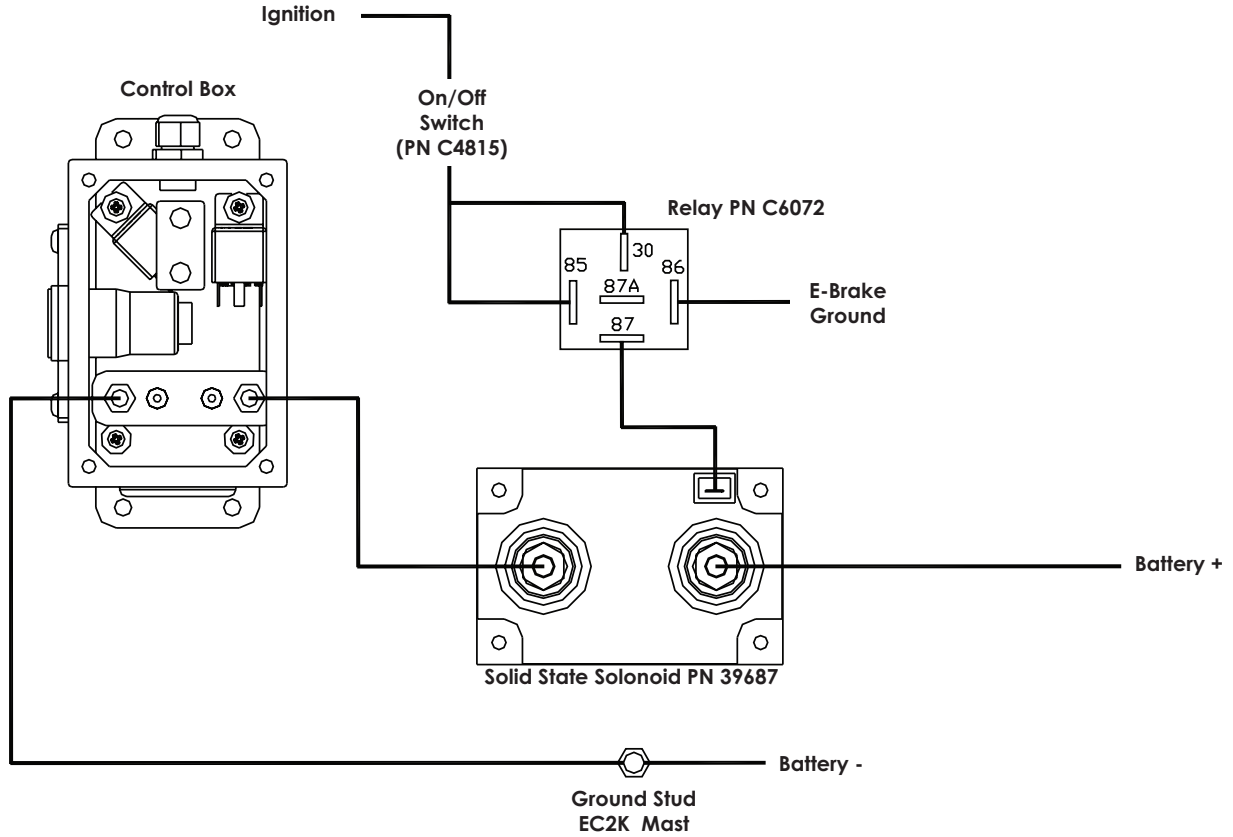 Ignition
Control Box
On/Off
Switch
(PN C4815)
Relay PN C6072
30
85
86
87A
87
E-Brake
Ground
Battery +
Solid State Solonoid PN 39687
Battery -
Ground Stud
EC2K Mast